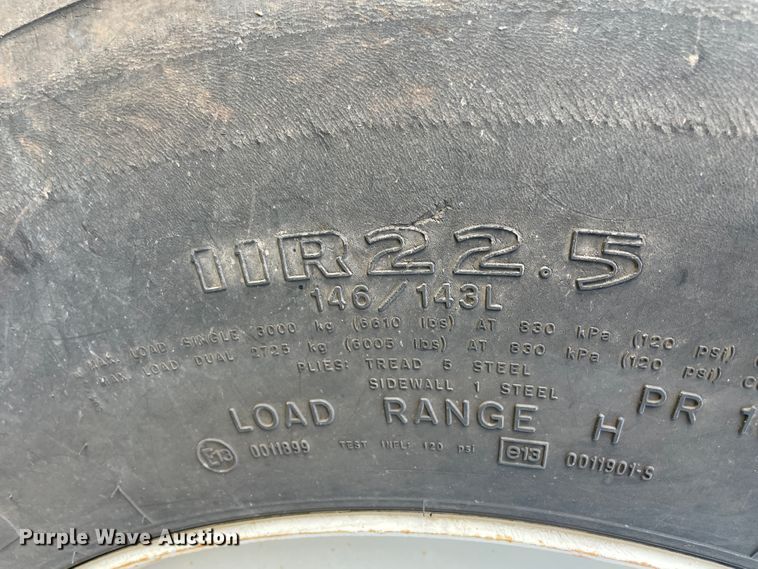 11R22.5
146/143L
MAX. LOAD SINGLE 3000 kg (6610 lbs) AT 830 kPa (120 psi)
MAX. LOAD DUAL 2725 kg (6005 lbs) AT 830 kPa (120 psi).
PLIES: TREAD 5 STEEL
SIDEWALL 1 STEEL
LOAD RANGE H PR 1
E13 0011899 TEST INFL: 120 psi e13 0011901-S
Purple Wave Auction